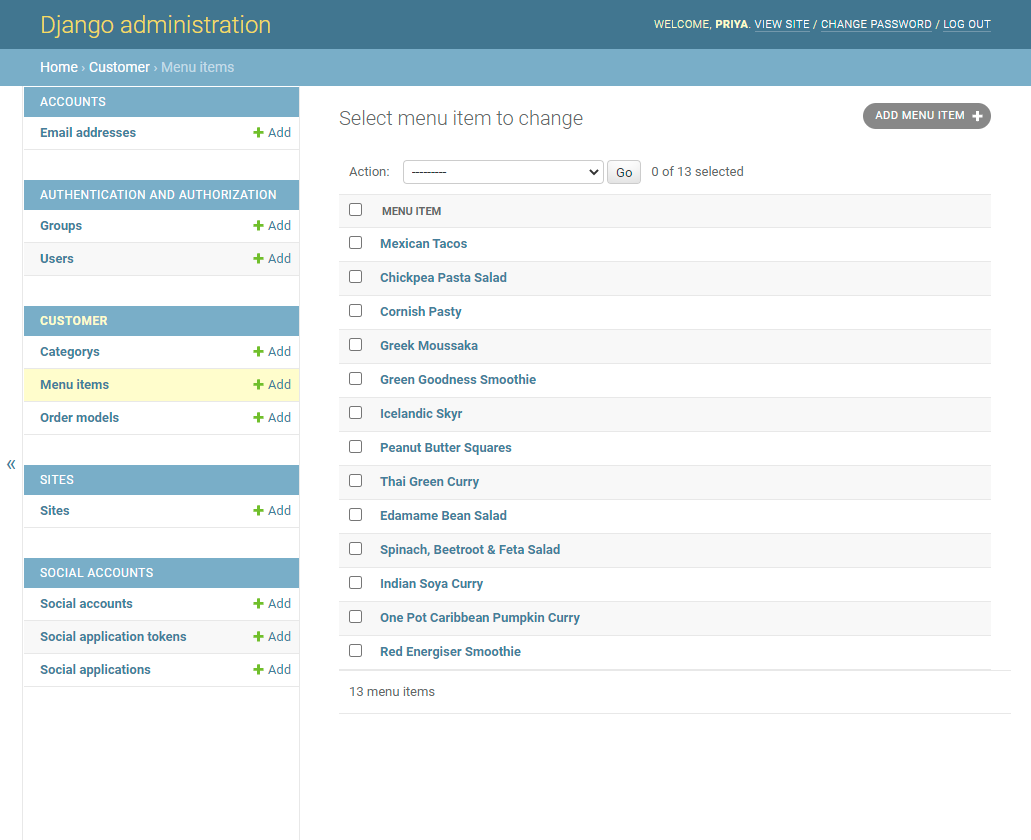 Django administration
WELCOME, PRIYA. VIEW SITE / CHANGE PASSWORD / LOG OUT
Home › Customer › Menu items
«
ACCOUNTS
Email addresses Add
AUTHENTICATION AND AUTHORIZATION
Groups Add
Users Add
CUSTOMER
Categorys Add
Menu items Add
Order models Add
SITES
Sites Add
SOCIAL ACCOUNTS
Social accounts Add
Social application tokens Add
Social applications Add
Select menu item to change
ADD MENU ITEM
Action: --------- Go 0 of 13 selected
MENU ITEM
Mexican Tacos
Chickpea Pasta Salad
Cornish Pasty
Greek Moussaka
Green Goodness Smoothie
Icelandic Skyr
Peanut Butter Squares
Thai Green Curry
Edamame Bean Salad
Spinach, Beetroot & Feta Salad
Indian Soya Curry
One Pot Caribbean Pumpkin Curry
Red Energiser Smoothie
13 menu items